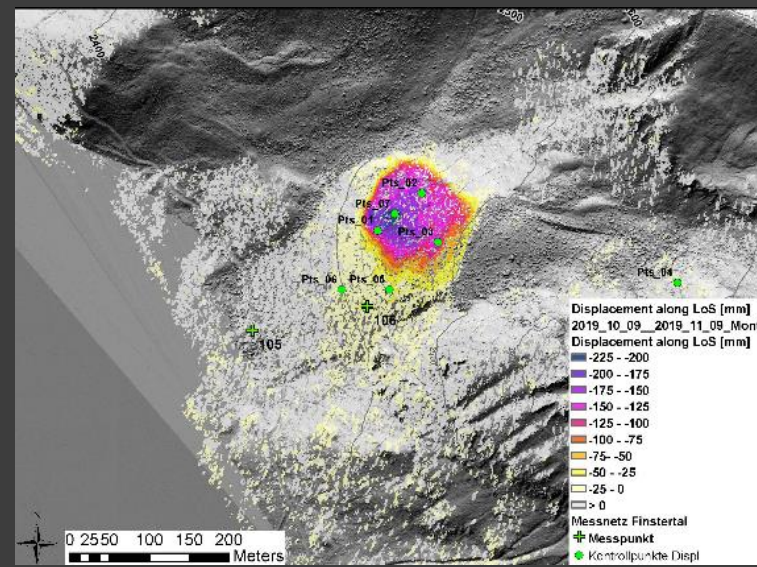 2400
2500
Pts_02
Pts_07
Pts_01
Pts_03
Pts_04
Pts_06
Pts_05
106
105
Displacement along LoS [mm]
2019_10_09__2019_11_09_Mont
Displacement along LoS [mm]
-225 - -200
-200 - -175
-175 - -150
-150 - -125
-125 - -100
-100 - -75
-75 - -50
-50 - -25
-25 - 0
> 0
Messnetz Finstertal
Messpunkt
Kontrollpunkte Displ
0 25 50 100 150 200
Meters